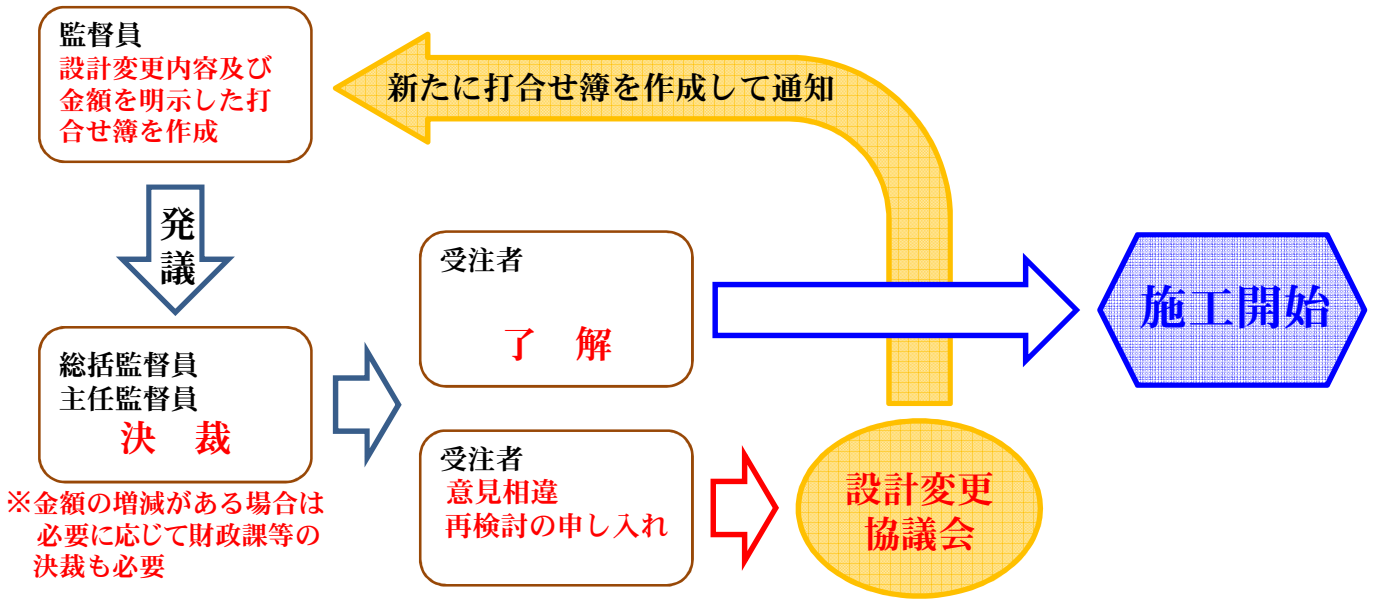 監督員
設計変更内容及び
金額を明示した打
合せ簿を作成
新たに打合せ簿を作成して通知
発
議
総括監督員
主任監督員
決 裁
※金額の増減がある場合は
必要に応じて財政課等の
決裁も必要
受注者
了 解
施工開始
受注者
意見相違
再検討の申し入れ
設計変更
協議会